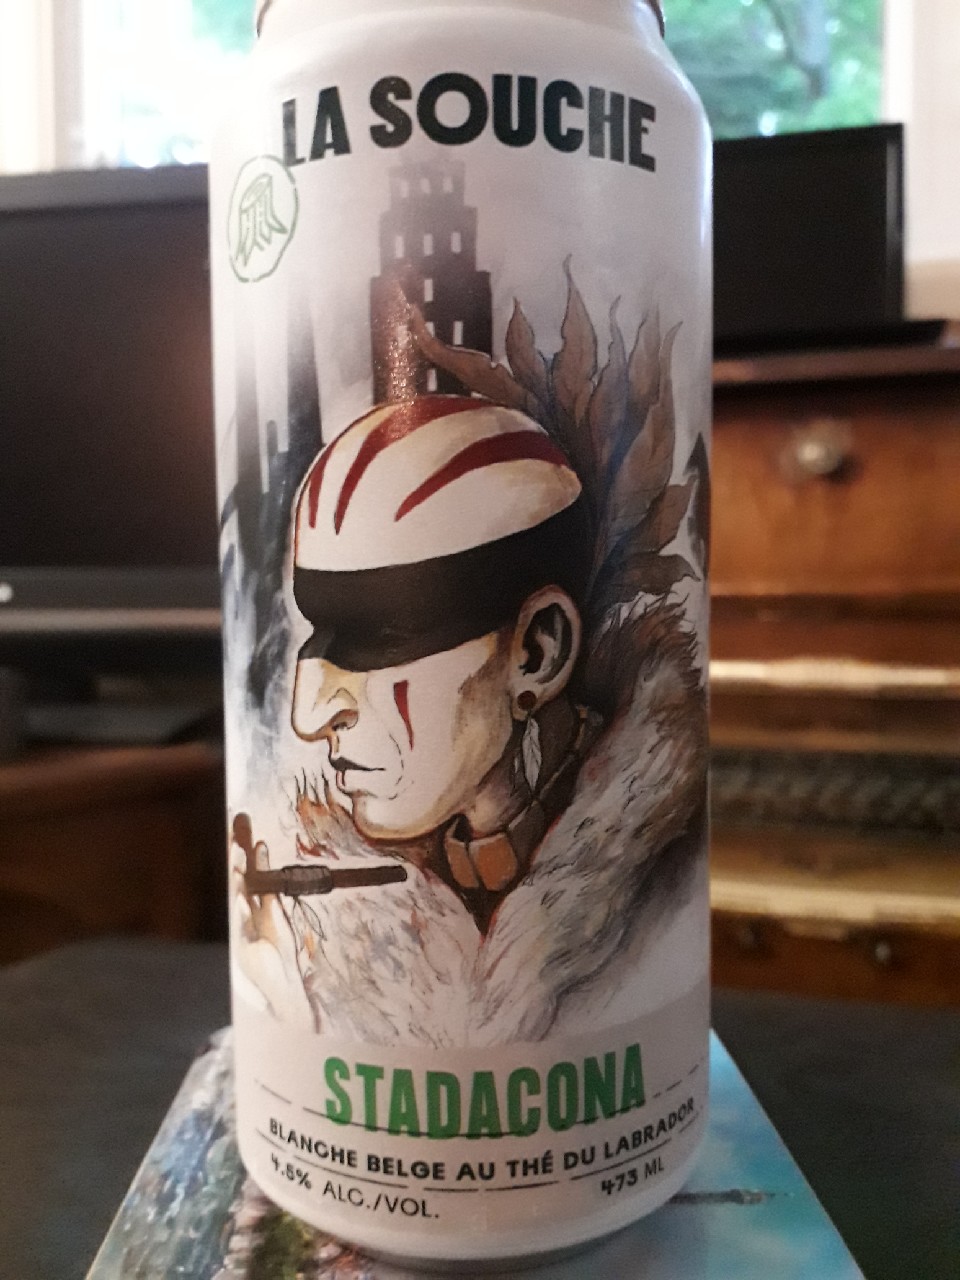 LA SOUCHE
STADACONA
BLANCHE BELGE AU THÉ DU LABRADOR
4.5% ALC./VOL. 473 ML